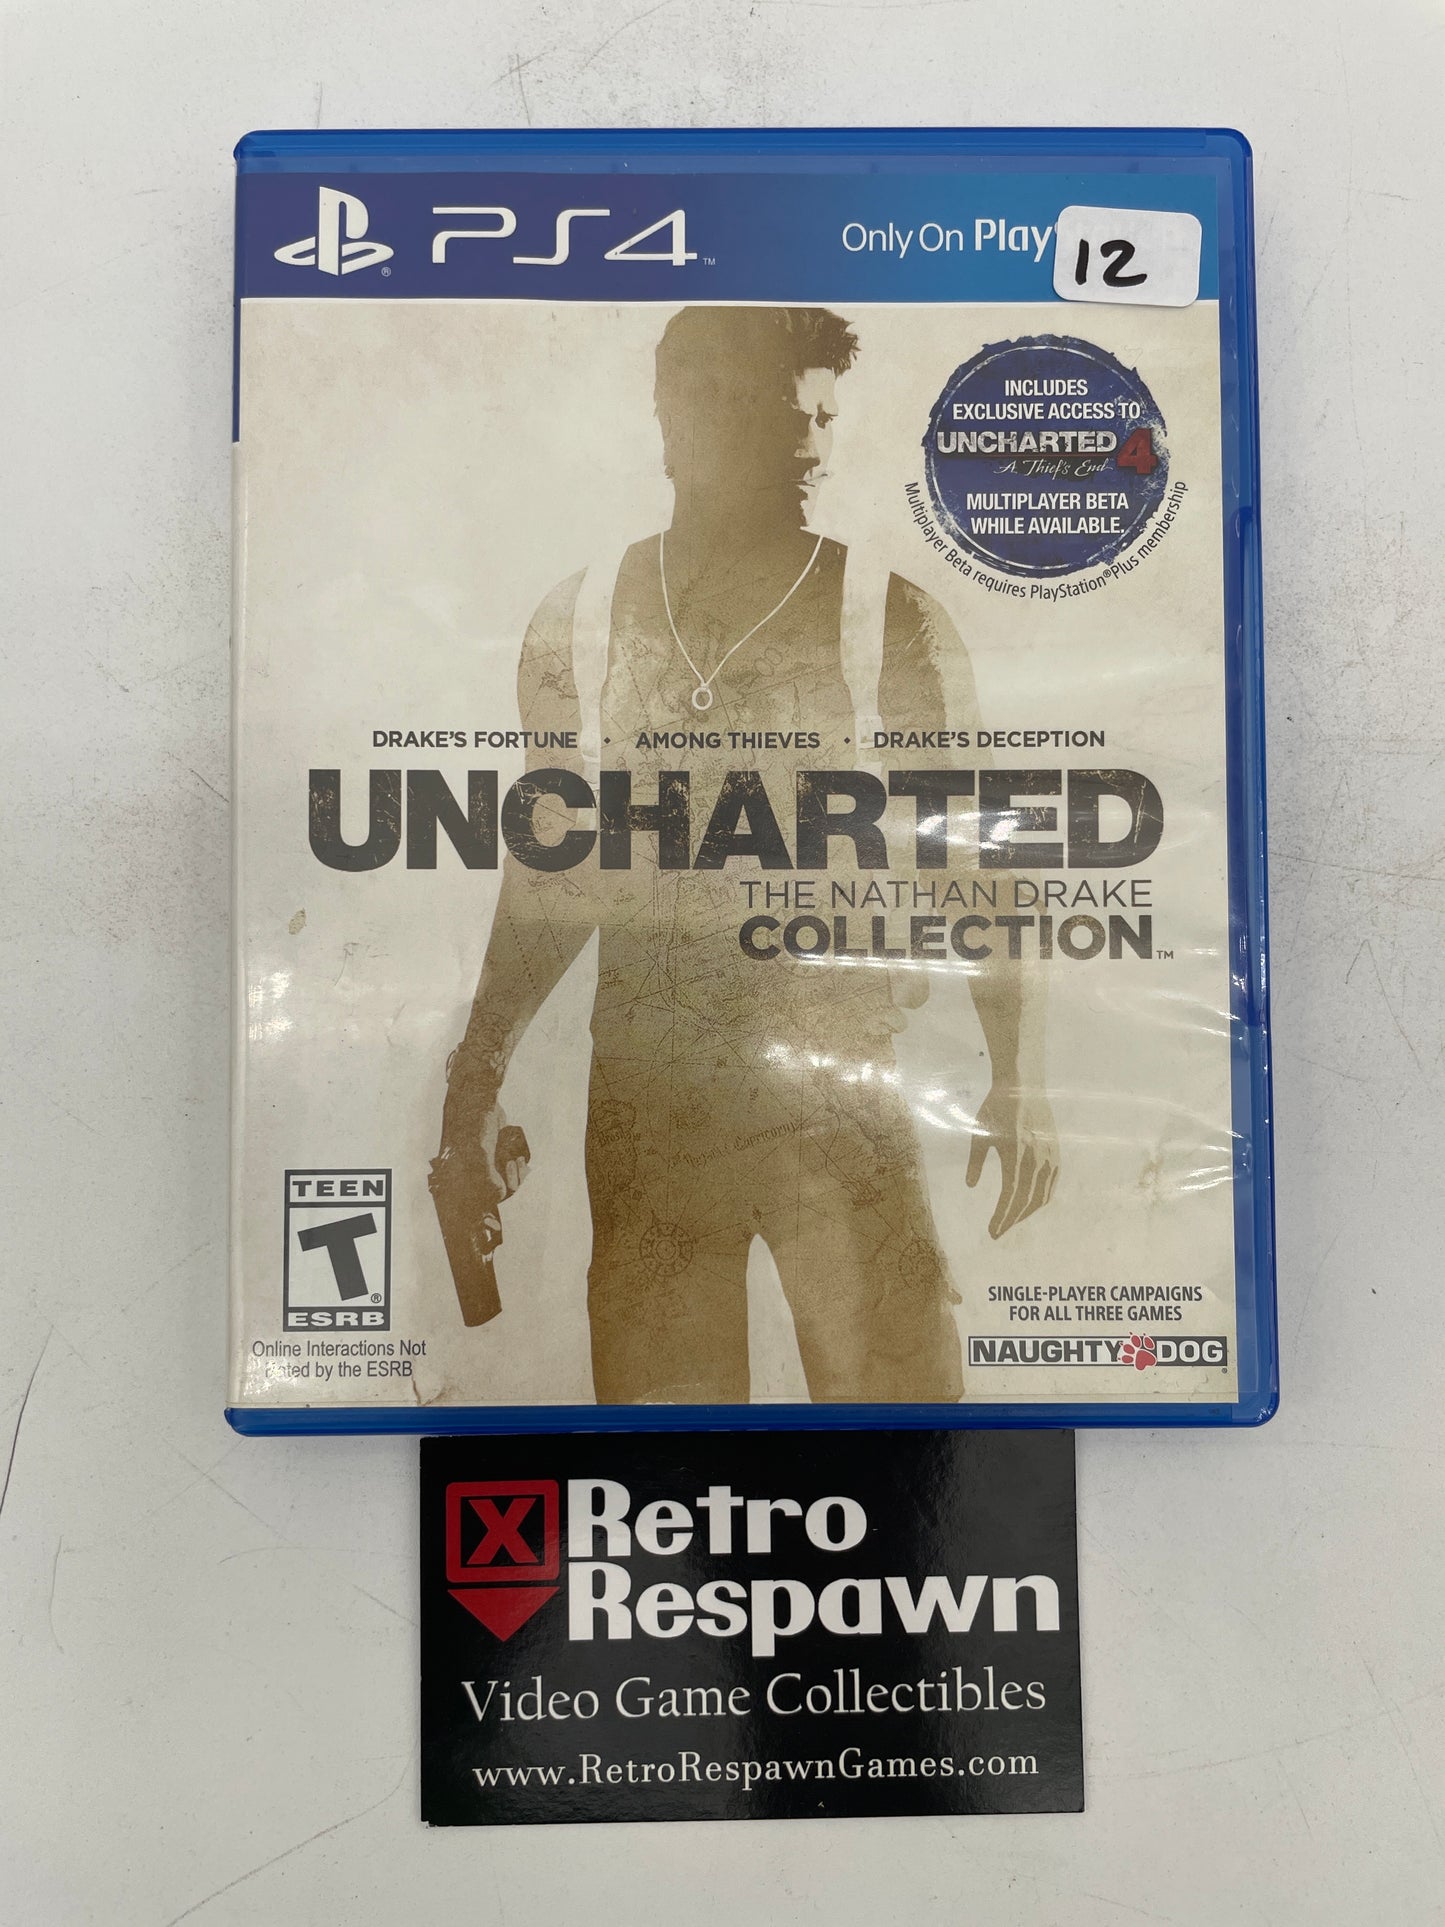 PS4™
Only On Play
12
INCLUDES
EXCLUSIVE ACCESS TO
UNCHARTED 4
A Thief's End
MULTIPLAYER BETA
WHILE AVAILABLE.
Multiplayer Beta requires PlayStation®Plus membership
DRAKE'S FORTUNE · AMONG THIEVES · DRAKE'S DECEPTION
UNCHARTED
THE NATHAN DRAKE
COLLECTION™
TEEN
T®
ESRB
Online Interactions Not
Rated by the ESRB
SINGLE-PLAYER CAMPAIGNS
FOR ALL THREE GAMES
NAUGHTY DOG®
X Retro
Respawn
Video Game Collectibles
www.RetroRespawnGames.com